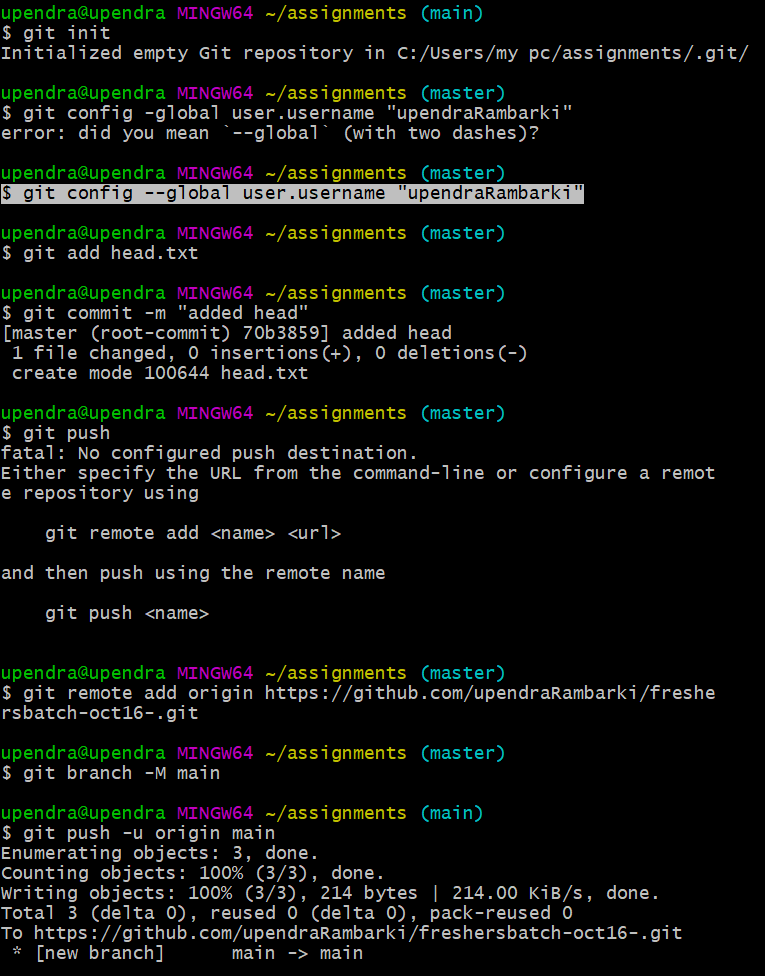 upendra@upendra MINGW64 ~/assignments (main)
$ git init
Initialized empty Git repository in C:/Users/my pc/assignments/.git/
upendra@upendra MINGW64 ~/assignments (master)
$ git config -global user.username "upendraRambarki"
error: did you mean `--global` (with two dashes)?
upendra@upendra MINGW64 ~/assignments (master)
$ git config --global user.username "upendraRambarki"
upendra@upendra MINGW64 ~/assignments (master)
$ git add head.txt
upendra@upendra MINGW64 ~/assignments (master)
$ git commit -m "added head"
[master (root-commit) 70b3859] added head
 1 file changed, 0 insertions(+), 0 deletions(-)
 create mode 100644 head.txt
upendra@upendra MINGW64 ~/assignments (master)
$ git push
fatal: No configured push destination.
Either specify the URL from the command-line or configure a remot
e repository using
    git remote add <name> <url>
and then push using the remote name
    git push <name>
upendra@upendra MINGW64 ~/assignments (master)
$ git remote add origin https://github.com/upendraRambarki/freshe
rsbatch-oct16-.git
upendra@upendra MINGW64 ~/assignments (master)
$ git branch -M main
upendra@upendra MINGW64 ~/assignments (main)
$ git push -u origin main
Enumerating objects: 3, done.
Counting objects: 100% (3/3), done.
Writing objects: 100% (3/3), 214 bytes | 214.00 KiB/s, done.
Total 3 (delta 0), reused 0 (delta 0), pack-reused 0
To https://github.com/upendraRambarki/freshersbatch-oct16-.git
 * [new branch]      main -> main